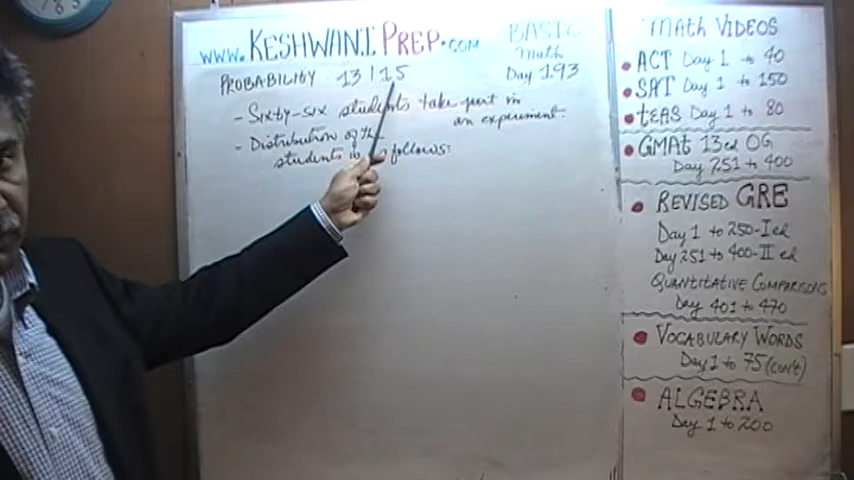 www.KESHWANI PREP.COM
BASIC
Math
Day 193
PROBABILITY 13 | 15
- Sixty-six students take part in
an experiment.
- Distribution of the
students is as follows:
Math VIDEOS
ACT Day 1 to 40
SAT Day 1 to 150
tEAS Day 1 to 80
GMAt 13 ed OG
Day 251 to 400
REVISED GRE
Day 1 to 250-I ed
Day 251 to 400-II ed
QUANTITATIVE COMPARISONS
Day 401 to 470
VOCABULARY WORDS
Day 1 to 75 (con't)
ALGEBRA
Day 1 to 200